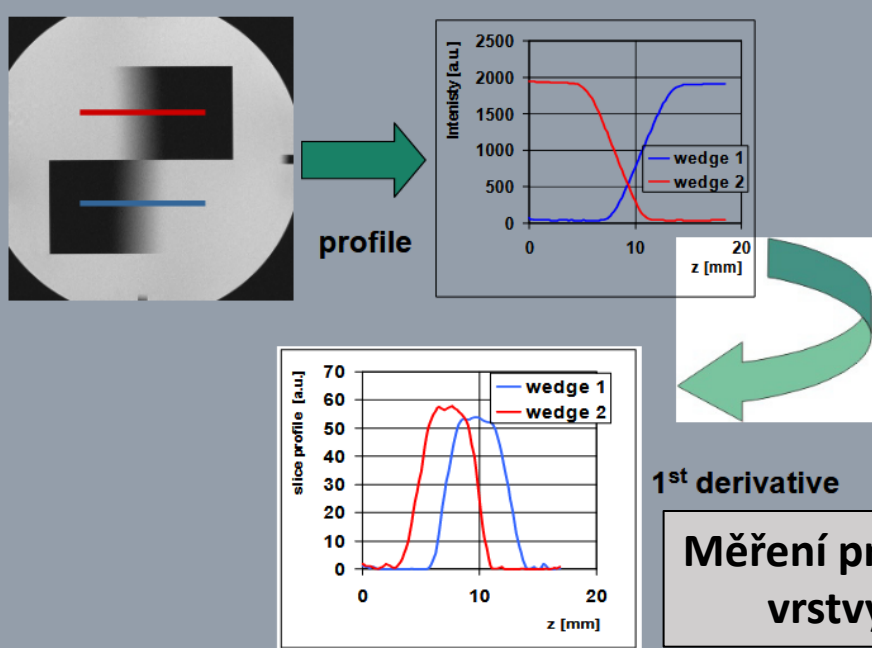 2500
2000
1500
1000
500
0
Intenisty [a.u.]
wedge 1
wedge 2
0 10 20
z [mm]
profile
70
60
50
40
30
20
10
0
slice profile [a.u.]
wedge 1
wedge 2
0 10 20
z [mm]
1st derivative
Měření
vrstvy